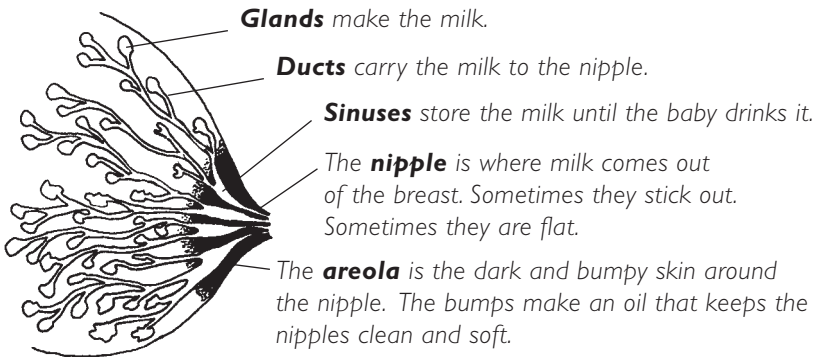 Glands make the milk.
Ducts carry the milk to the nipple.
Sinuses store the milk until the baby drinks it.
The nipple is where milk comes out
of the breast. Sometimes they stick out.
Sometimes they are flat.
The areola is the dark and bumpy skin around
the nipple. The bumps make an oil that keeps the
nipples clean and soft.